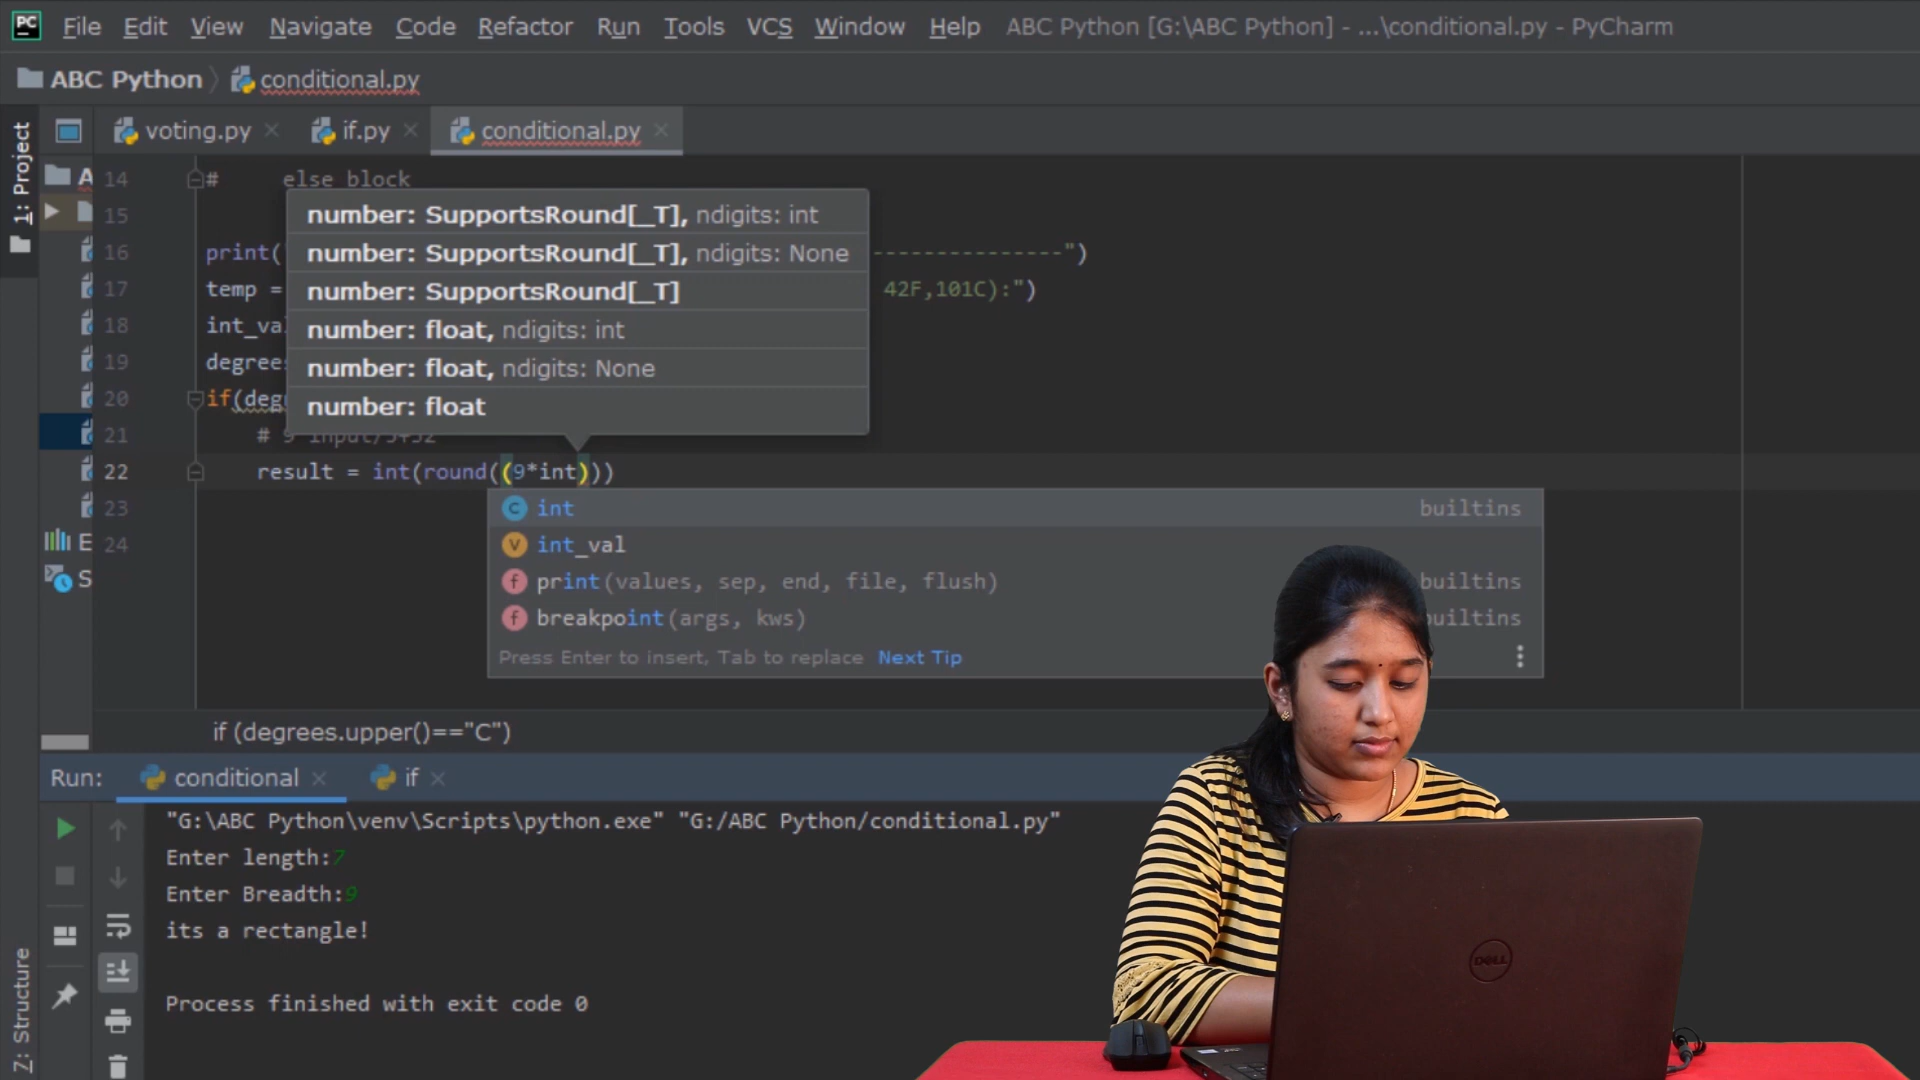 PC File Edit View Navigate Code Refactor Run Tools VCS Window Help ABC Python [G:\ABC Python] - ...\conditional.py - PyCharm
ABC Python conditional.py
1: Project
voting.py if.py conditional.py
A 14 # else block
15
16 print( ---------------")
17 temp = 42F,101C):")
18
19
20 if(
21 #
22 result = int(round((9*int)))
23
24
number: SupportsRound[_T], ndigits: int
number: SupportsRound[_T], ndigits: None
number: SupportsRound[_T]
number: float, ndigits: int
number: float, ndigits: None
number: float
int builtins
int_val
print(values, sep, end, file, flush) builtins
breakpoint(args, kws) builtins
Press Enter to insert, Tab to replace Next Tip
E
S
if (degrees.upper()=="C")
Run: conditional if
"G:\ABC Python\venv\Scripts\python.exe" "G:/ABC Python/conditional.py"
Enter length:7
Enter Breadth:9
its a rectangle!
Process finished with exit code 0
Z: Structure
DELL